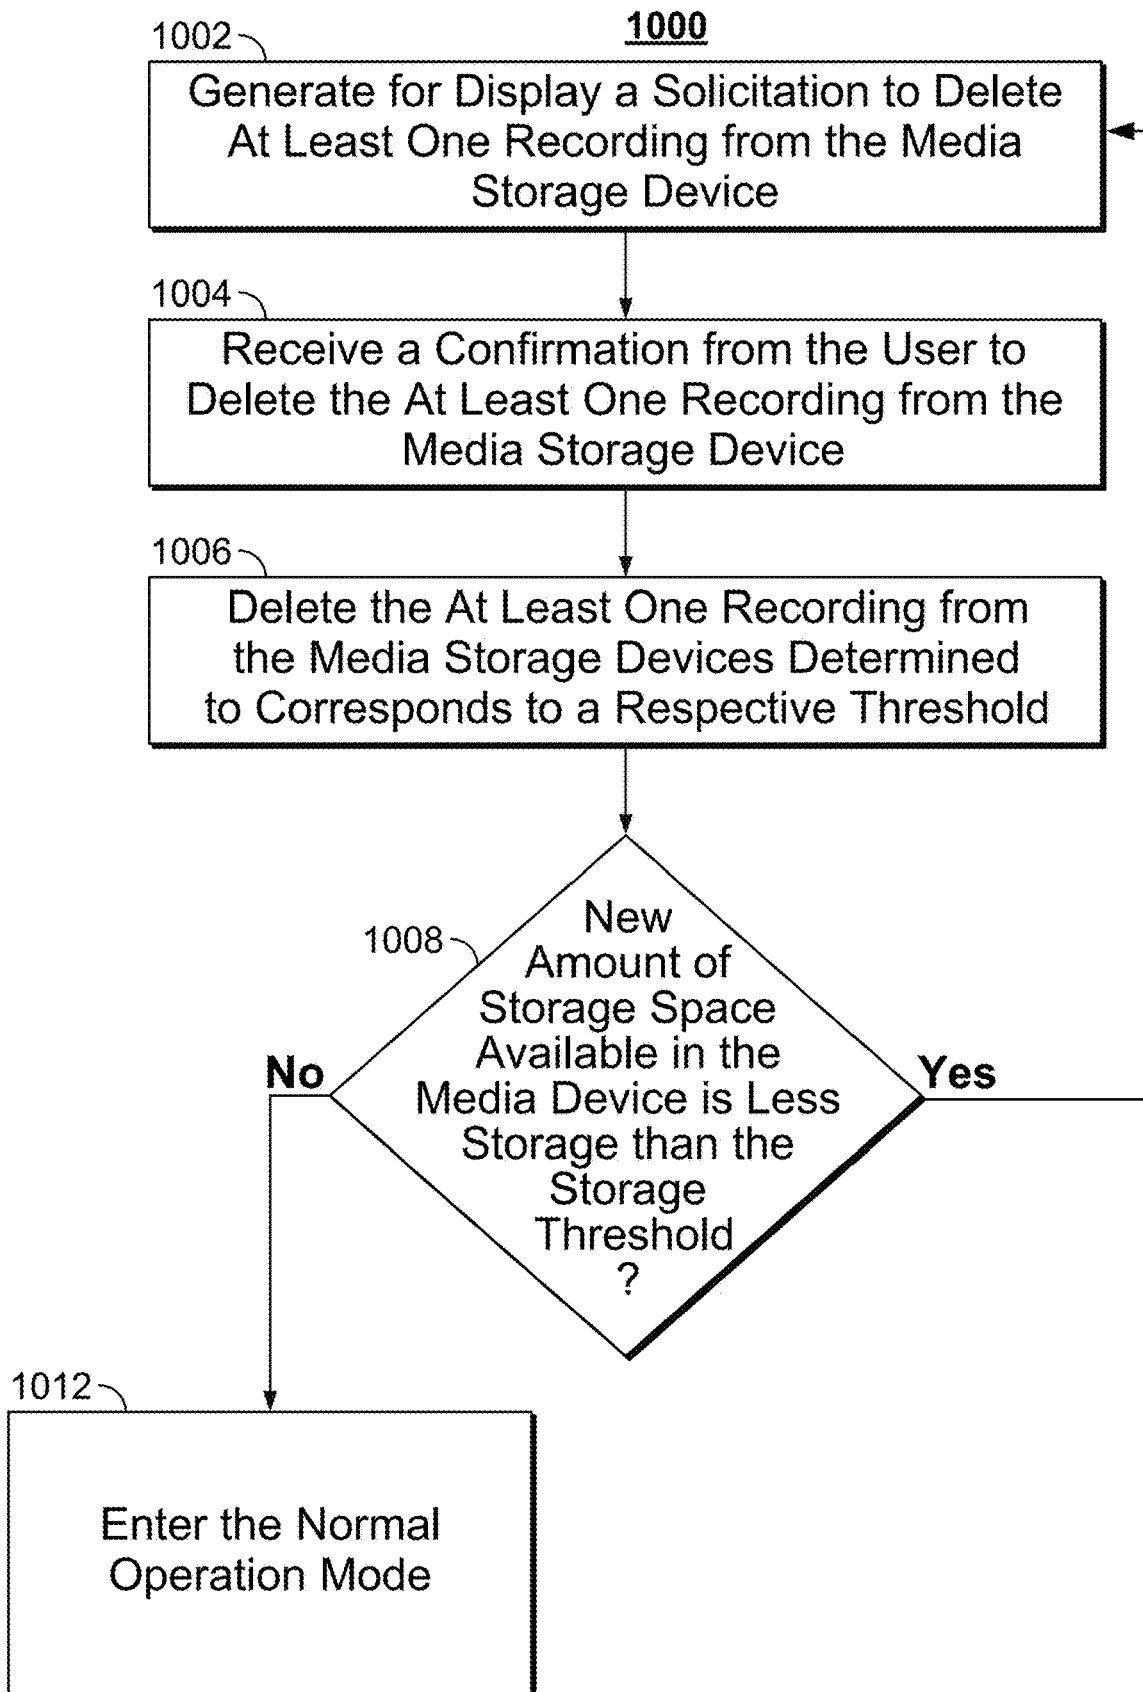 1000
1002
Generate for Display a Solicitation to Delete
At Least One Recording from the Media
Storage Device
1004
Receive a Confirmation from the User to
Delete the At Least One Recording from the
Media Storage Device
1006
Delete the At Least One Recording from
the Media Storage Devices Determined
to Corresponds to a Respective Threshold
1008
New
Amount of
Storage Space
Available in the
Media Device is Less
Storage than the
Storage
Threshold
?
No
Yes
1012
Enter the Normal
Operation Mode